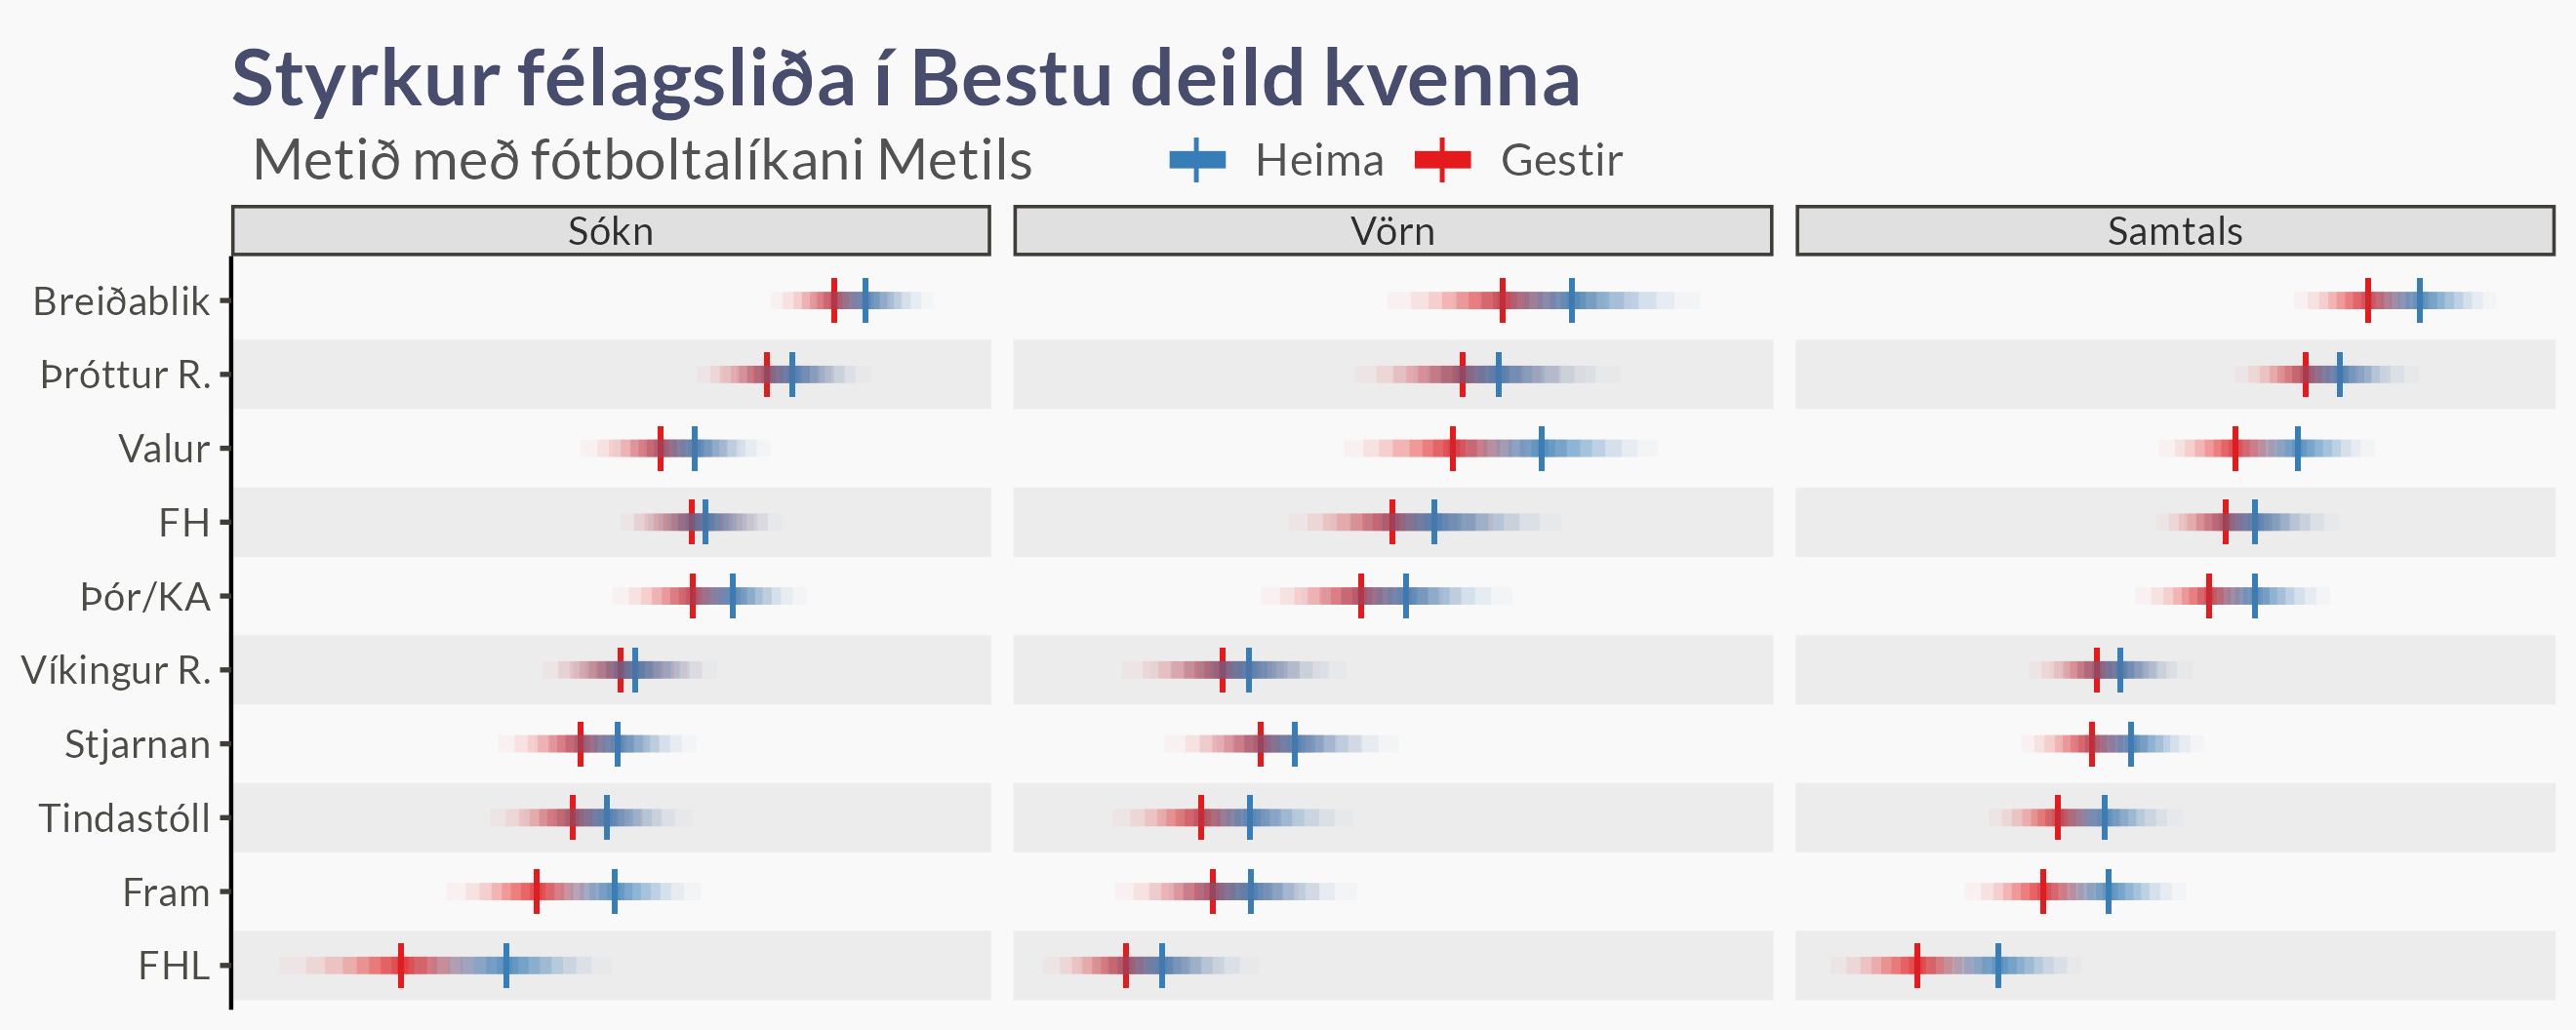 Styrkur félagsliða í Bestu deild kvenna
Metið með fótboltalíkani Metils Heima Gestir
Sókn Vörn Samtals
Breiðablik
Þróttur R.
Valur
FH
Þór/KA
Víkingur R.
Stjarnan
Tindastóll
Fram
FHL